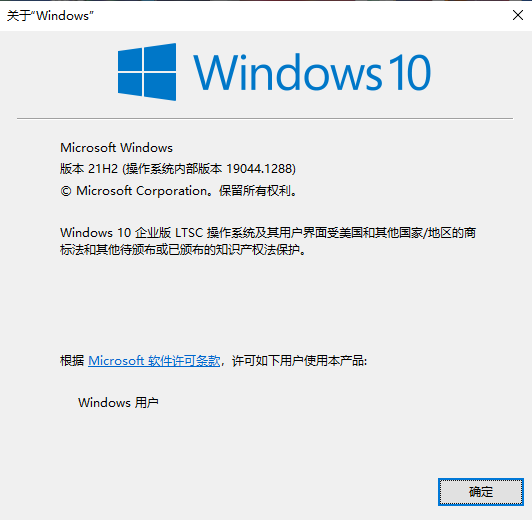 关于“Windows”
Windows 10
Microsoft Windows
版本 21H2 (操作系统内部版本 19044.1288)
© Microsoft Corporation。保留所有权利。
Windows 10 企业版 LTSC 操作系统及其用户界面受美国和其他国家/地区的商
标法和其他待颁布或已颁布的知识产权法保护。
根据 Microsoft 软件许可条款，许可如下用户使用本产品:
Windows 用户
确定